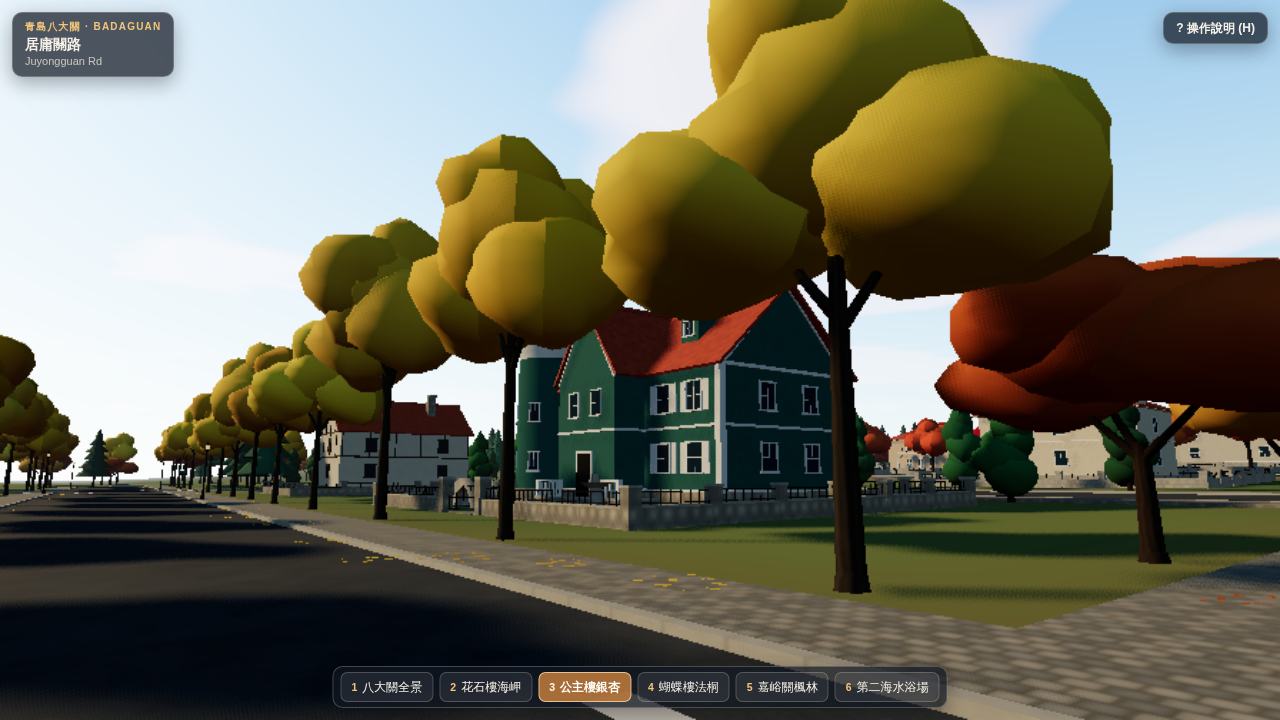 青島八大關 · BADAGUAN
居庸關路
Juyongguan Rd
? 操作說明 (H)
1 八大關全景
2 花石樓海岬
3 公主樓銀杏
4 蝴蝶樓法桐
5 嘉峪關楓林
6 第二海水浴場